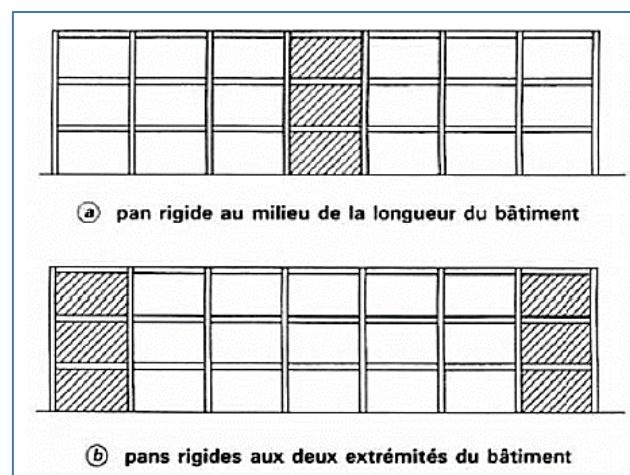 a pan rigide au milieu de la longueur du bâtiment
b pans rigides aux deux extrémités du bâtiment